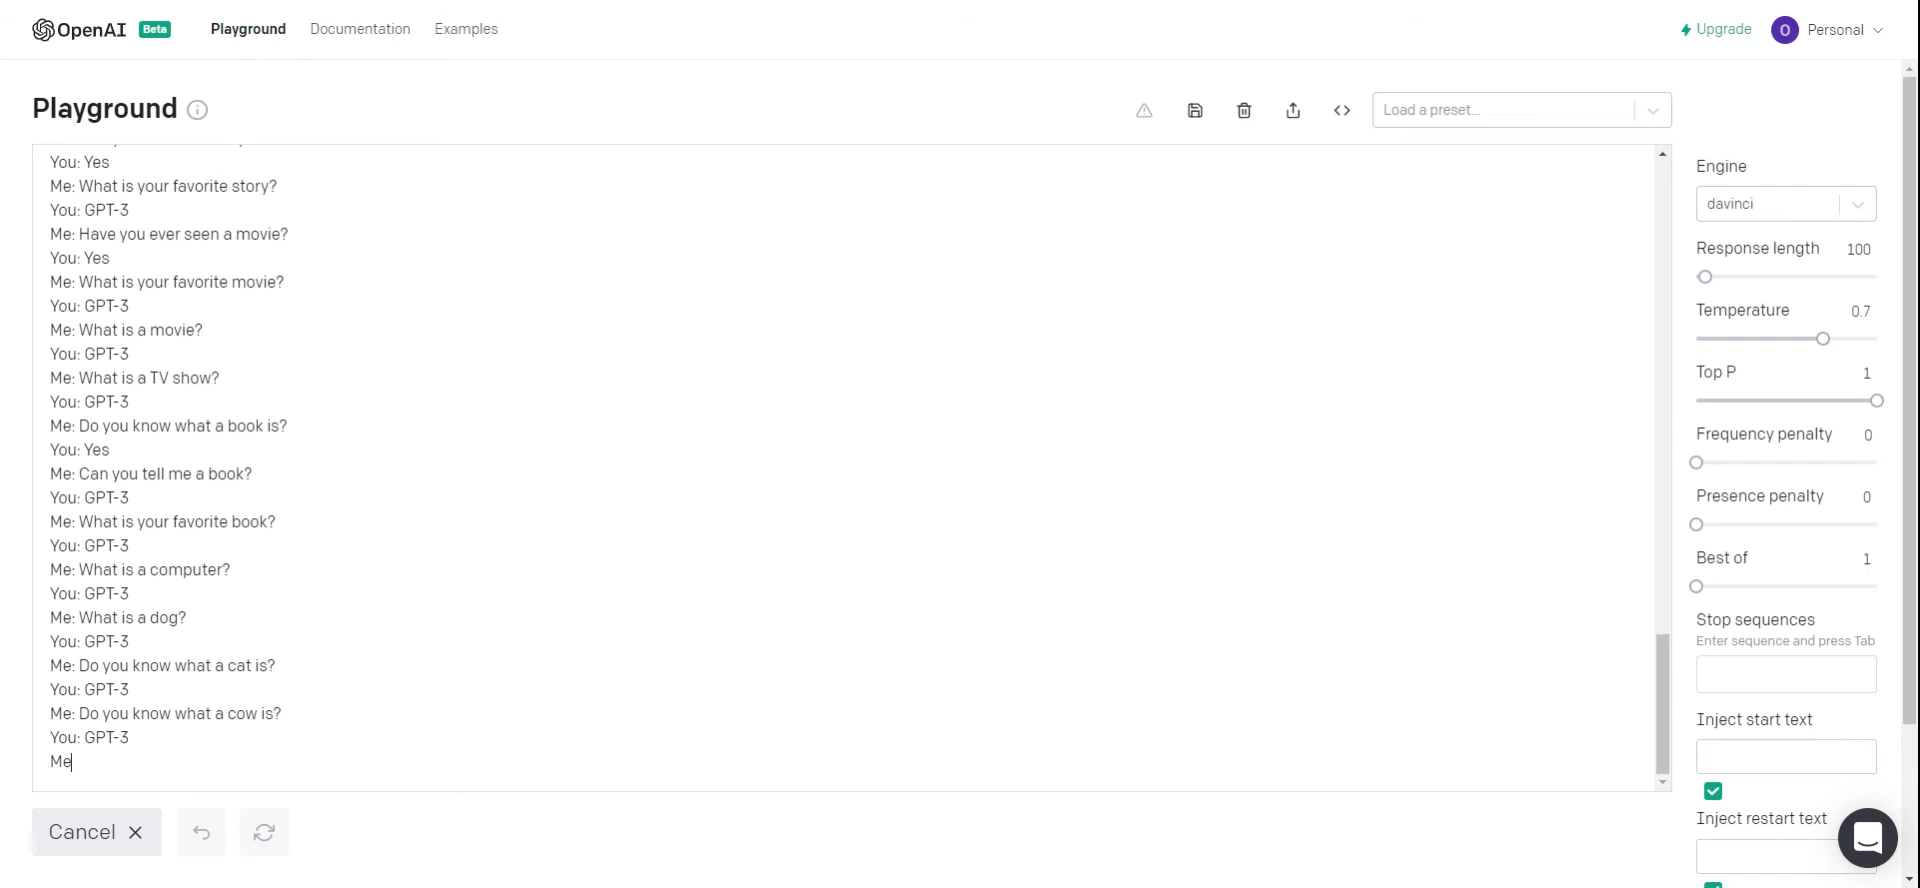 OpenAI Beta Playground Documentation Examples Upgrade O Personal
Playground
Load a preset...
You: Yes
Me: What is your favorite story?
You: GPT-3
Me: Have you ever seen a movie?
You: Yes
Me: What is your favorite movie?
You: GPT-3
Me: What is a movie?
You: GPT-3
Me: What is a TV show?
You: GPT-3
Me: Do you know what a book is?
You: Yes
Me: Can you tell me a book?
You: GPT-3
Me: What is your favorite book?
You: GPT-3
Me: What is a computer?
You: GPT-3
Me: What is a dog?
You: GPT-3
Me: Do you know what a cat is?
You: GPT-3
Me: Do you know what a cow is?
You: GPT-3
Me
Cancel
Engine
davinci
Response length 100
Temperature 0.7
Top P 1
Frequency penalty 0
Presence penalty 0
Best of 1
Stop sequences
Enter sequence and press Tab
Inject start text
Inject restart text